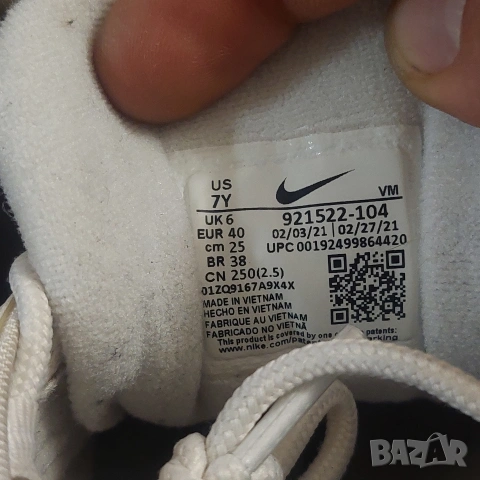 US
7Y
UK 6
EUR 40
cm 25
BR 38
CN 250(2.5)
VM
921522-104
02/03/21 02/27/21
UPC 00192499864420
01ZQ9167A9X4X
MADE IN VIETNAM
HECHO EN VIETNAM
FABRIQUE AU VIETNAM
FABRICADO NO VIETNÃ
This product is covered by patents:
www.nike.com/paten marking
BAZAR